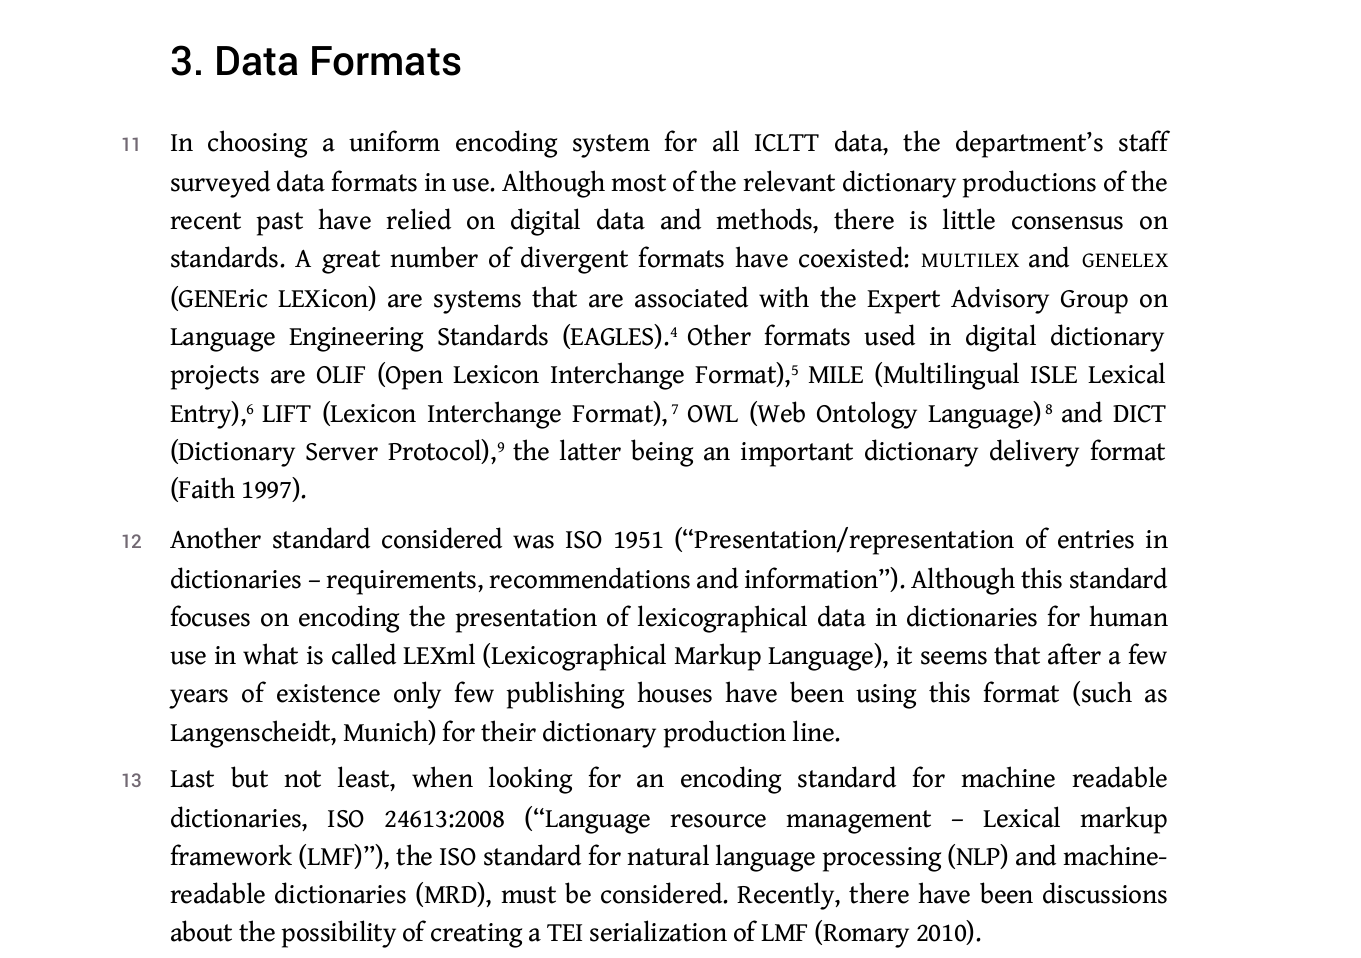 3. Data Formats
11 In choosing a uniform encoding system for all ICLTT data, the department’s staff
surveyed data formats in use. Although most of the relevant dictionary productions of the
recent past have relied on digital data and methods, there is little consensus on
standards. A great number of divergent formats have coexisted: MULTILEX and GENELEX
(GENEric LEXicon) are systems that are associated with the Expert Advisory Group on
Language Engineering Standards (EAGLES).⁴ Other formats used in digital dictionary
projects are OLIF (Open Lexicon Interchange Format),⁵ MILE (Multilingual ISLE Lexical
Entry),⁶ LIFT (Lexicon Interchange Format),⁷ OWL (Web Ontology Language)⁸ and DICT
(Dictionary Server Protocol),⁹ the latter being an important dictionary delivery format
(Faith 1997).
12 Another standard considered was ISO 1951 (“Presentation/representation of entries in
dictionaries – requirements, recommendations and information”). Although this standard
focuses on encoding the presentation of lexicographical data in dictionaries for human
use in what is called LEXml (Lexicographical Markup Language), it seems that after a few
years of existence only few publishing houses have been using this format (such as
Langenscheidt, Munich) for their dictionary production line.
13 Last but not least, when looking for an encoding standard for machine readable
dictionaries, ISO 24613:2008 (“Language resource management – Lexical markup
framework (LMF)”), the ISO standard for natural language processing (NLP) and machine-
readable dictionaries (MRD), must be considered. Recently, there have been discussions
about the possibility of creating a TEI serialization of LMF (Romary 2010).